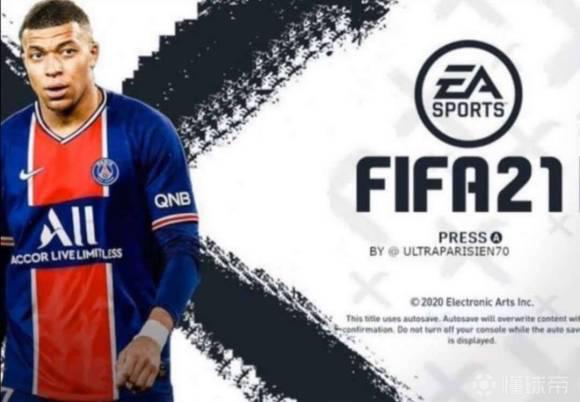 EA
SPORTS
FIFA21
QNB
All
ACCOR LIVE LIMITLESS
PRESS A
BY @ ULTRAPARISIEN70
© 2020 Electronic Arts Inc.
This title uses autosave. Autosave will overwrite content wit
confirmation. Do not turn off your console while the auto save
is displayed.
懂球帝